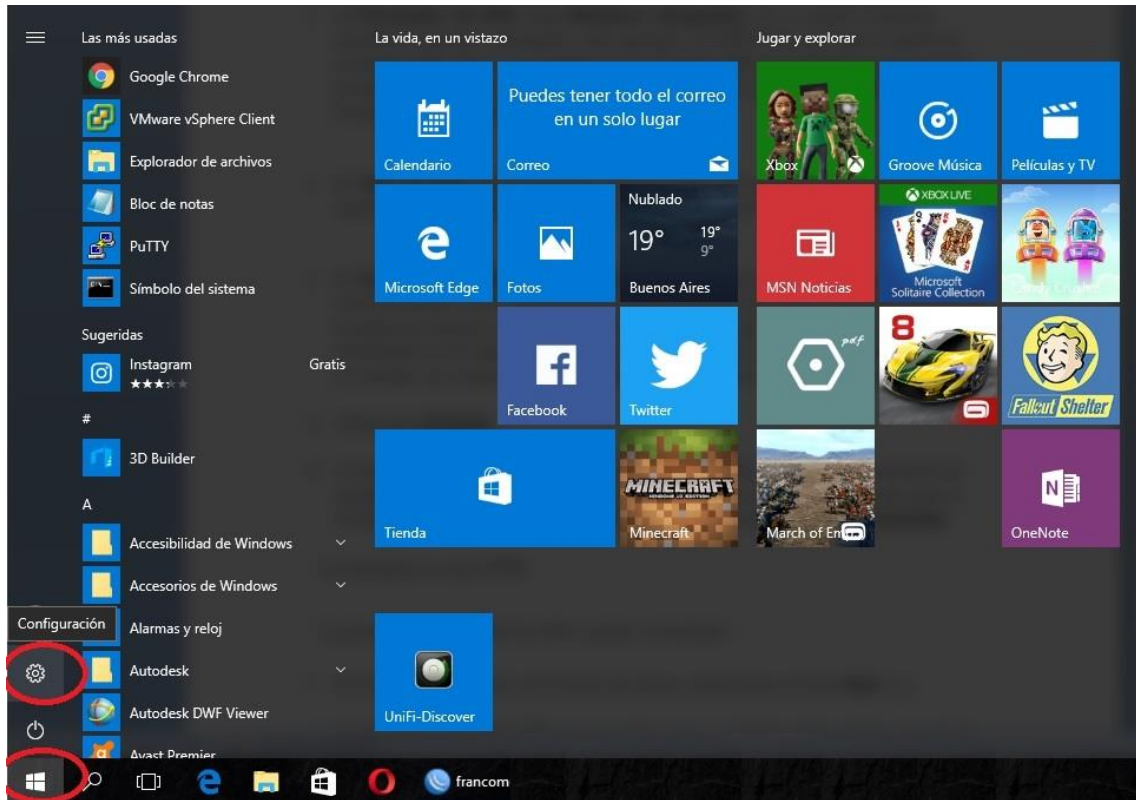 Las más usadas
Google Chrome
VMware vSphere Client
Explorador de archivos
Bloc de notas
PuTTY
Símbolo del sistema
Sugeridas
Instagram
Gratis
#
3D Builder
A
Accesibilidad de Windows
Accesorios de Windows
Configuración
Alarmas y reloj
Autodesk
Autodesk DWF Viewer
Avast Premier
La vida, en un vistazo
Calendario
Puedes tener todo el correo
en un solo lugar
Correo
Microsoft Edge
Fotos
Nublado
19° 19°
9°
Buenos Aires
Facebook
Twitter
Tienda
MINECRAFT
Minecraft
UniFi-Discover
Jugar y explorar
Xbox
Groove Música
Películas y TV
MSN Noticias
XBOX LIVE
Microsoft
Solitaire Collection
pdf
8
Fallout Shelter
March of Em
N
OneNote
francom